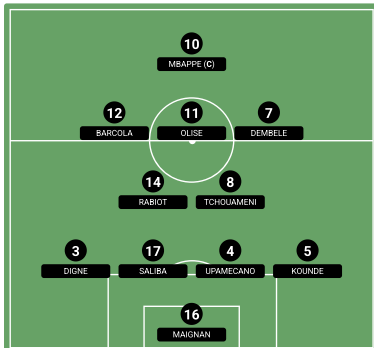 10
MBAPPE (C)
12 11 7
BARCOLA OLISE DEMBELE
14 8
RABIOT TCHOUAMENI
3 17 4 5
DIGNE SALIBA UPAMECANO KOUNDE
16
MAIGNAN